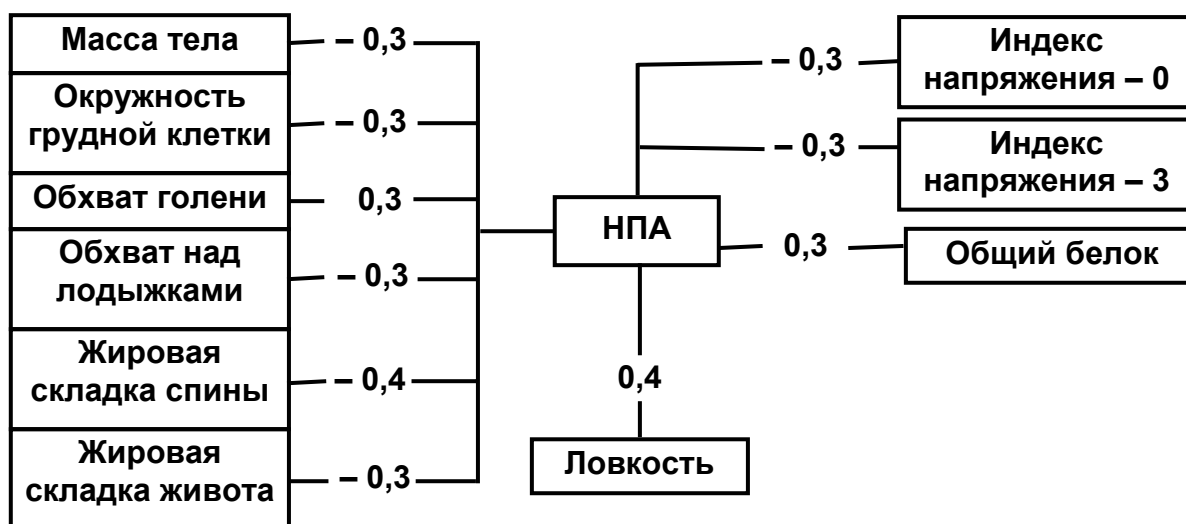 Масса тела
– 0,3
Окружность
грудной клетки
– 0,3
Обхват голени
0,3
Обхват над
лодыжками
– 0,3
Жировая
складка спины
– 0,4
Жировая
складка живота
– 0,3
НПА
– 0,3
Индекс
напряжения – 0
– 0,3
Индекс
напряжения – 3
0,3
Общий белок
0,4
Ловкость